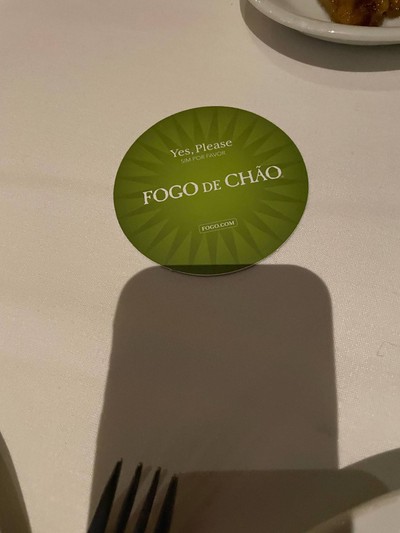 Yes, Please
SIM POR FAVOR
FOGO DE CHÃO
FOGO.COM